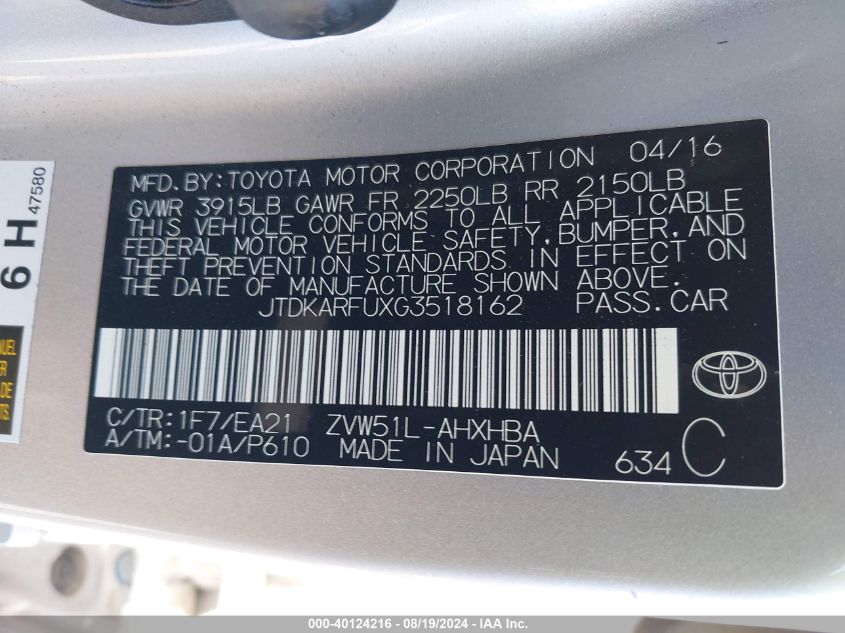 MFD.BY:TOYOTA MOTOR CORPORATION 04/16
GVWR 3915LB GAWR FR 2250LB RR 2150LB
THIS VEHICLE CONFORMS TO ALL APPLICABLE
FEDERAL MOTOR VEHICLE SAFETY,BUMPER,AND
THEFT PREVENTION STANDARDS IN EFFECT ON
THE DATE OF MANUFACTURE SHOWN ABOVE.
JTDKARFUXG3518162 PASS.CAR
C/TR:1F7/EA21 ZVW51L-AHXHBA
A/TM:-01A/P610 MADE IN JAPAN 634 C
6 H
47580
000-40124216 - 08/19/2024 - IAA Inc.